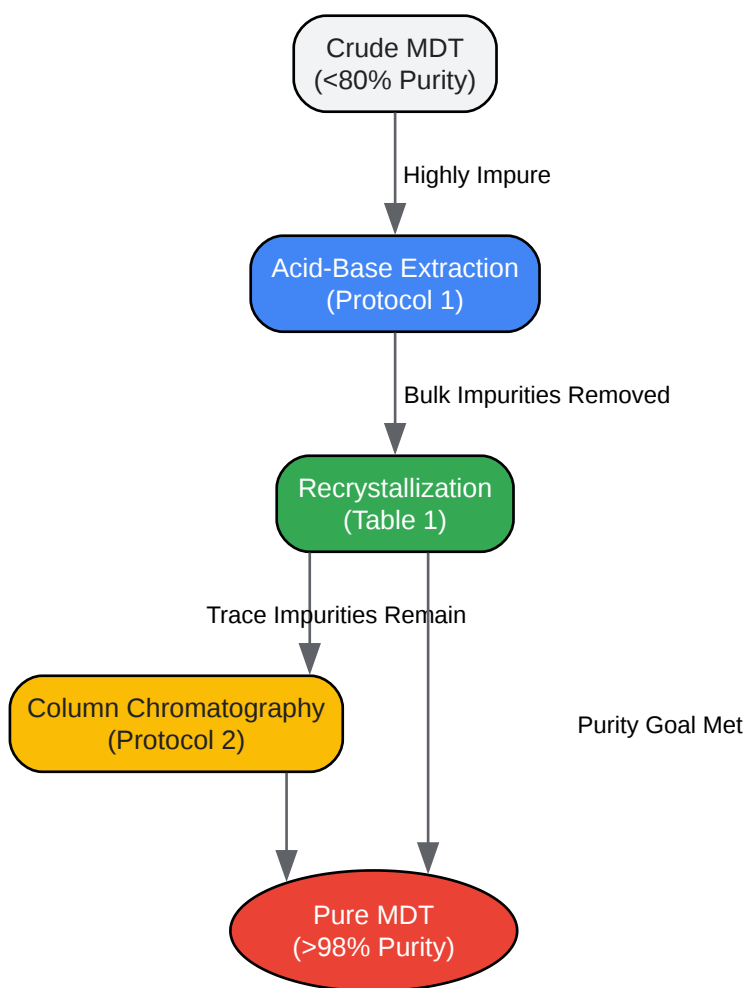 Crude MDT
(<80% Purity)
Highly Impure
Acid-Base Extraction
(Protocol 1)
Bulk Impurities Removed
Recrystallization
(Table 1)
Trace Impurities Remain
Column Chromatography
(Protocol 2)
Purity Goal Met
Pure MDT
(>98% Purity)